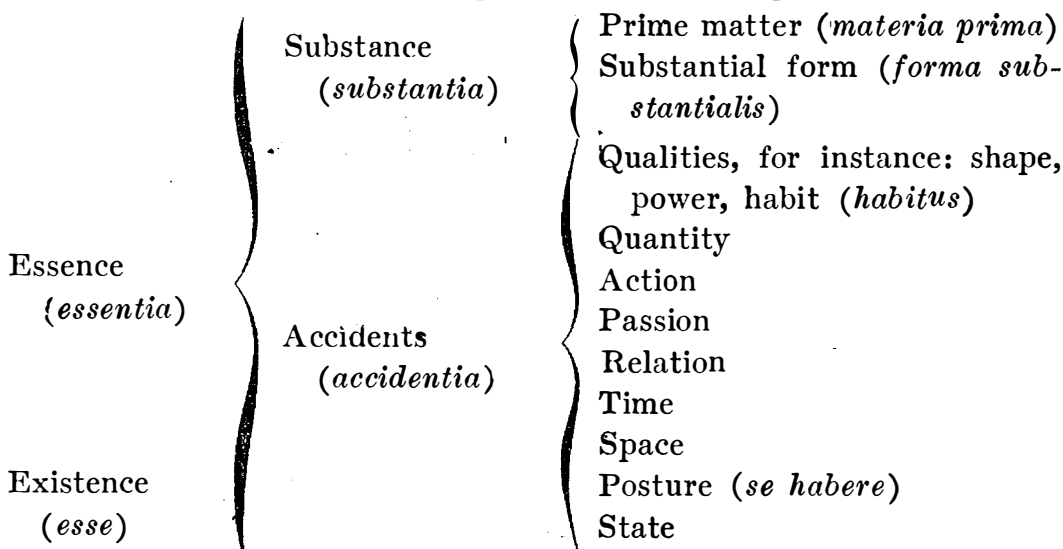 Essence
(essentia)
Existence
(esse)
Substance
(substantia)
Accidents
(accidentia)
Prime matter (materia prima)
Substantial form (forma sub-
stantialis)
Qualities, for instance: shape,
power, habit (habitus)
Quantity
Action
Passion
Relation
Time
Space
Posture (se habere)
State